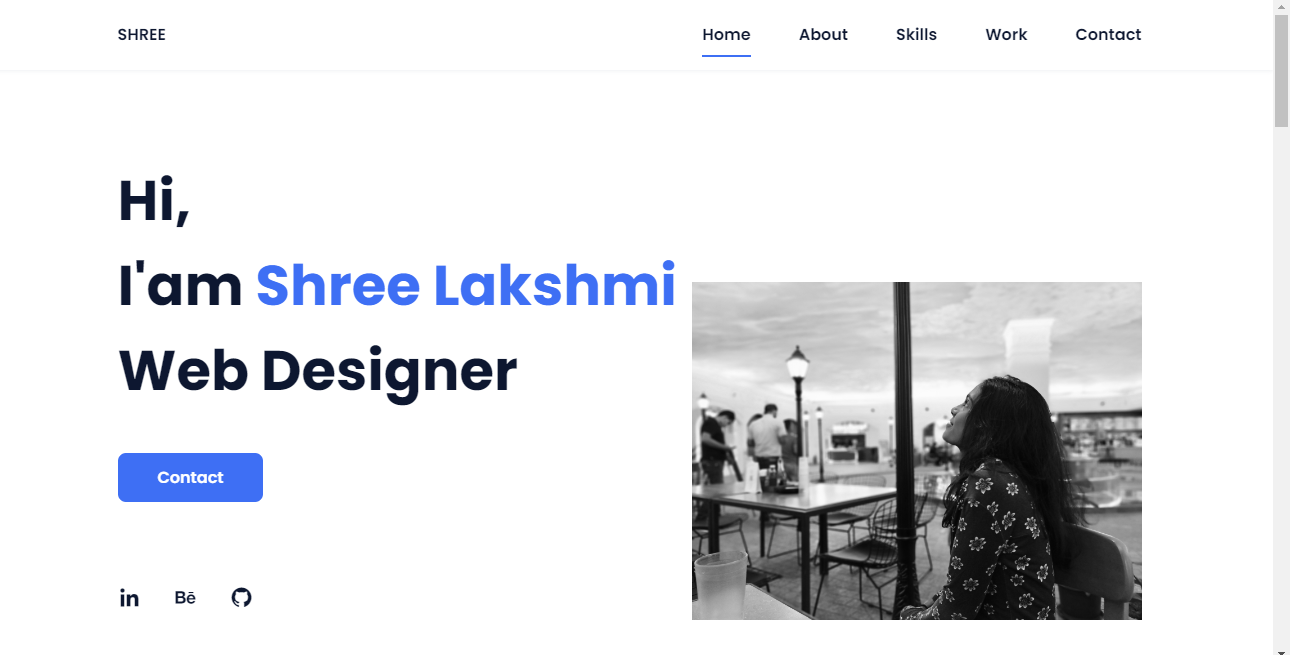 SHREE
Home About Skills Work Contact
Hi,
I'am Shree Lakshmi
Web Designer
Contact
in Bē